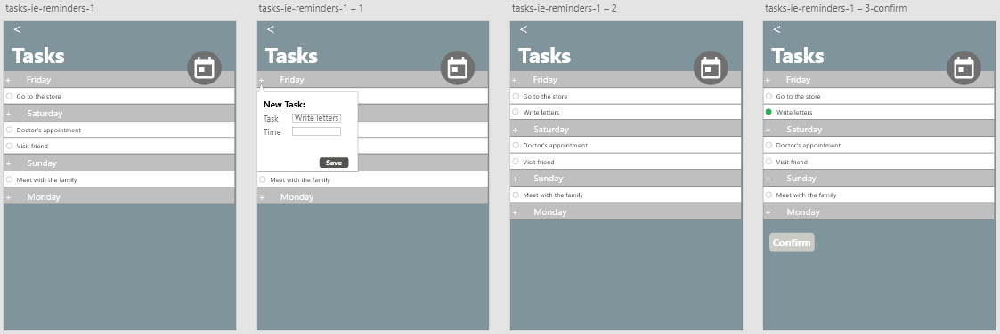 tasks-ie-reminders-1
<
Tasks
+ Friday
Go to the store
+ Saturday
Doctor's appointment
Visit friend
+ Sunday
Meet with the family
+ Monday
tasks-ie-reminders-1 – 1
<
Tasks
+ Friday
New Task:
Task Write letters
Time
Save
Meet with the family
+ Monday
tasks-ie-reminders-1 – 2
<
Tasks
+ Friday
Go to the store
Write letters
+ Saturday
Doctor's appointment
Visit friend
+ Sunday
Meet with the family
+ Monday
tasks-ie-reminders-1 – 3-confirm
<
Tasks
+ Friday
Go to the store
Write letters
+ Saturday
Doctor's appointment
Visit friend
+ Sunday
Meet with the family
+ Monday
Confirm